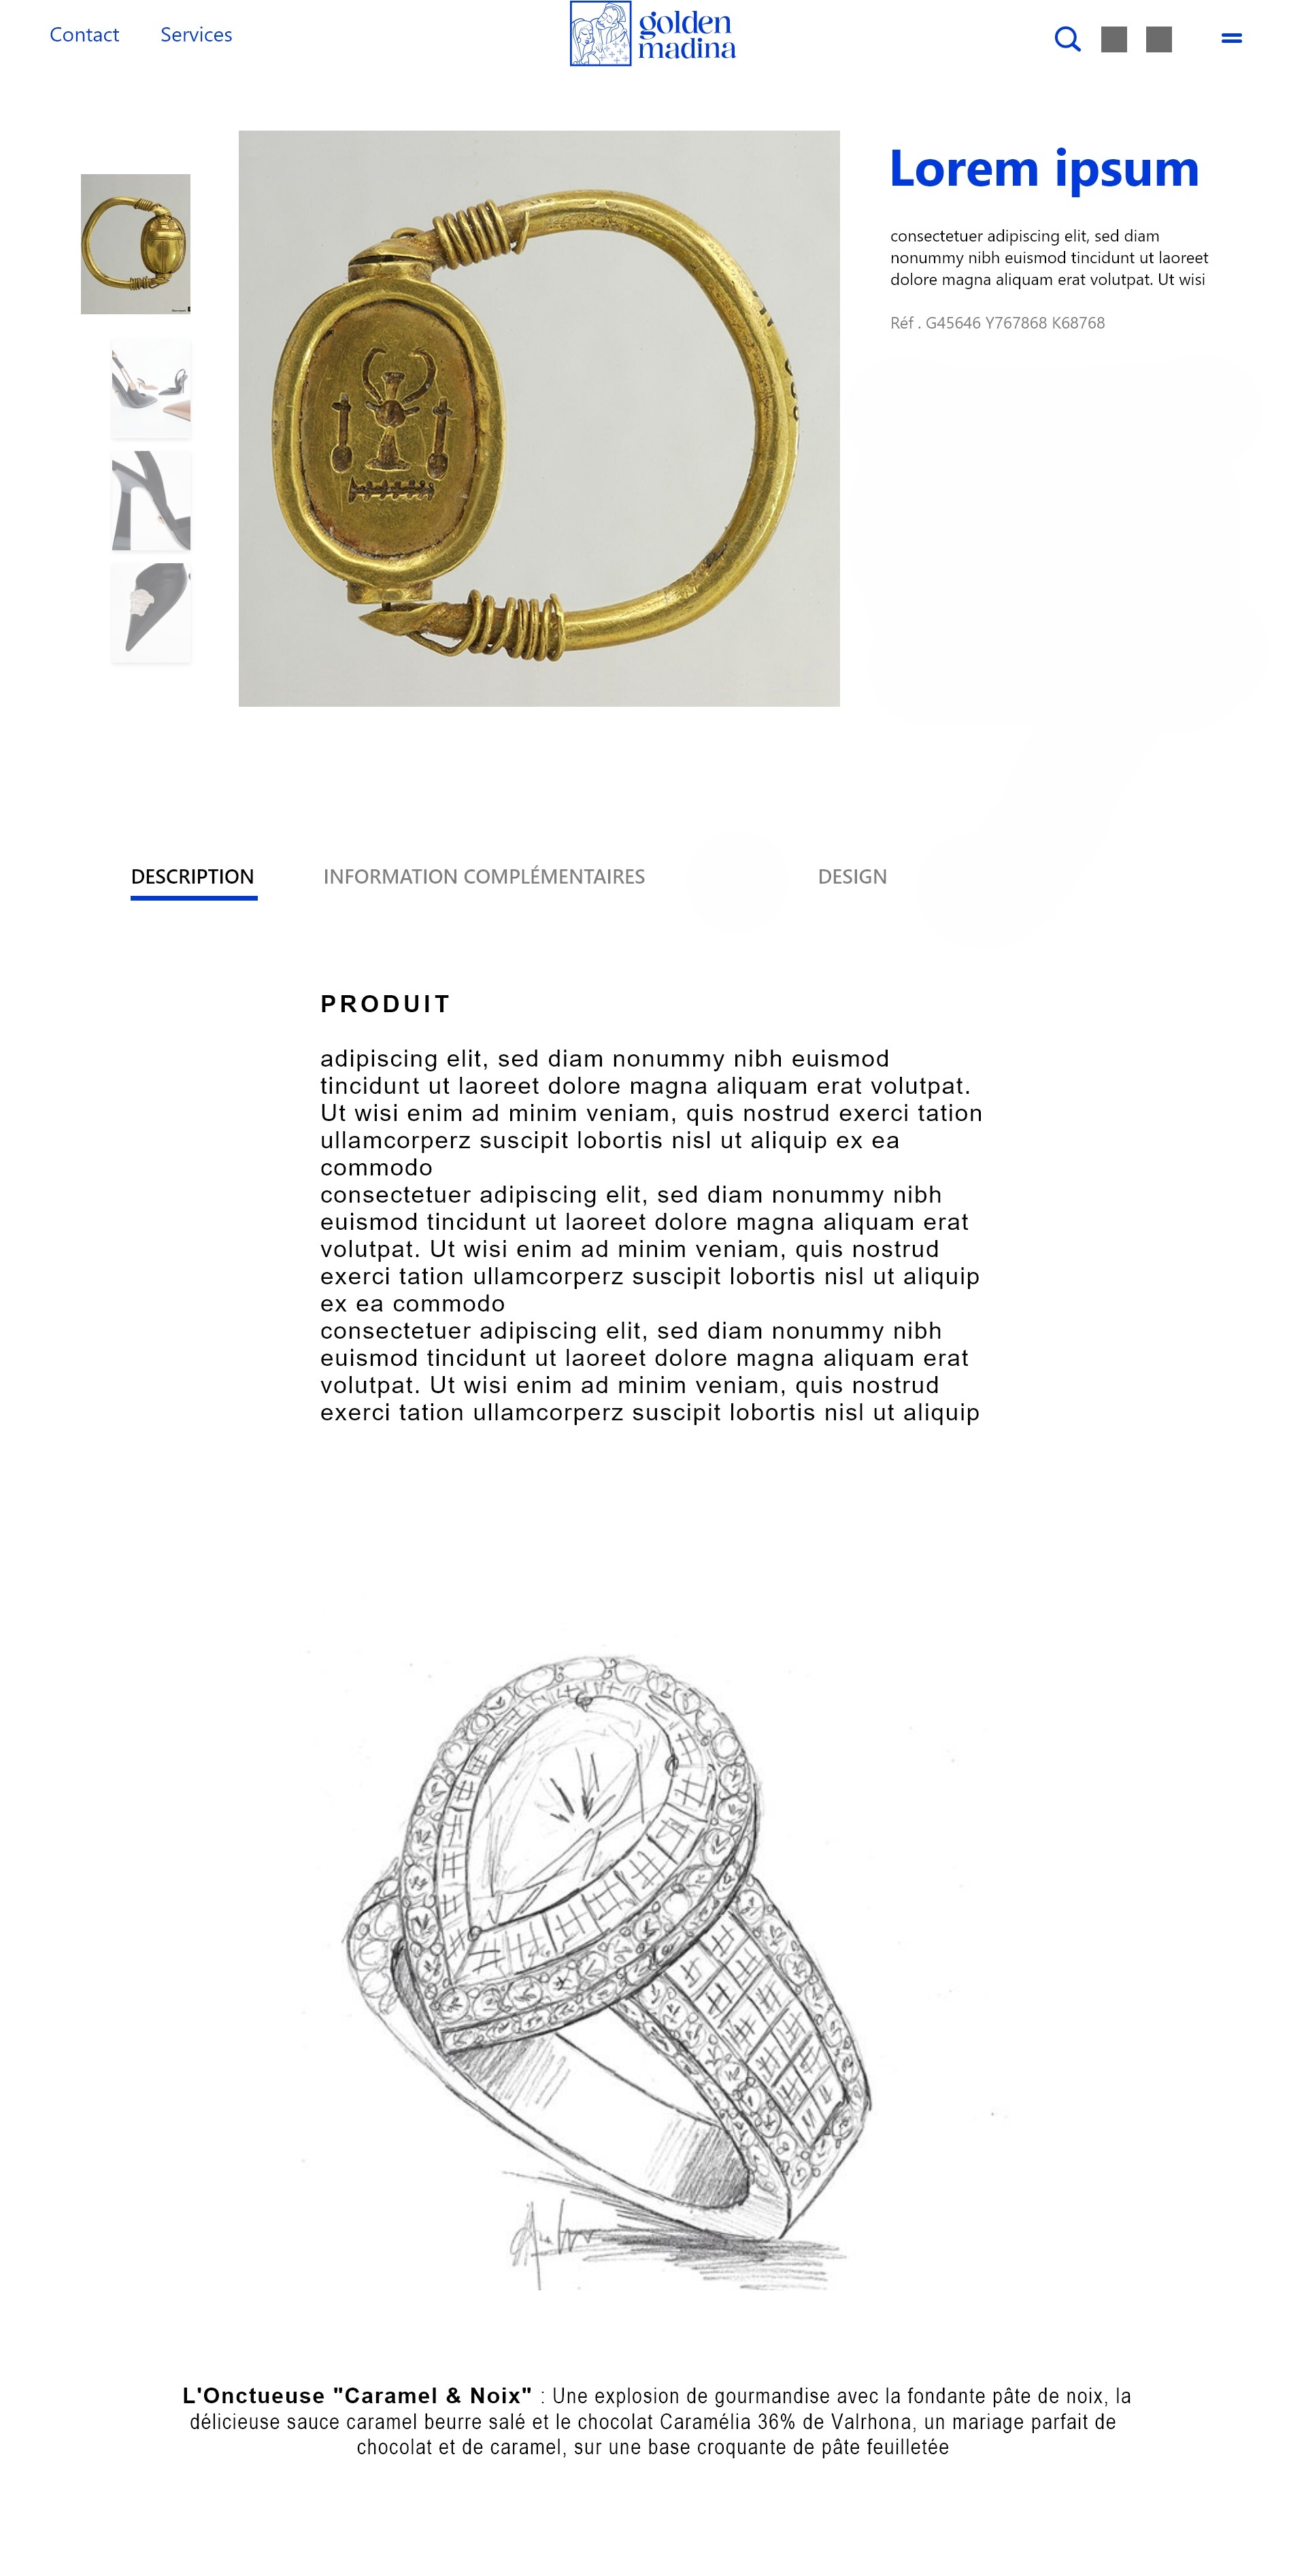 Contact
Services
golden
madina
Lorem ipsum
consectetuer adipiscing elit, sed diam
nonummy nibh euismod tincidunt ut laoreet
dolore magna aliquam erat volutpat. Ut wisi
Réf . G45646 Y767868 K68768
DESCRIPTION
INFORMATION COMPLÉMENTAIRES
DESIGN
PRODUIT
adipiscing elit, sed diam nonummy nibh euismod
tincidunt ut laoreet dolore magna aliquam erat volutpat.
Ut wisi enim ad minim veniam, quis nostrud exerci tation
ullamcorperz suscipit lobortis nisl ut aliquip ex ea
commodo
consectetuer adipiscing elit, sed diam nonummy nibh
euismod tincidunt ut laoreet dolore magna aliquam erat
volutpat. Ut wisi enim ad minim veniam, quis nostrud
exerci tation ullamcorperz suscipit lobortis nisl ut aliquip
ex ea commodo
consectetuer adipiscing elit, sed diam nonummy nibh
euismod tincidunt ut laoreet dolore magna aliquam erat
volutpat. Ut wisi enim ad minim veniam, quis nostrud
exerci tation ullamcorperz suscipit lobortis nisl ut aliquip
L'Onctueuse "Caramel & Noix" : Une explosion de gourmandise avec la fondante pâte de noix, la
délicieuse sauce caramel beurre salé et le chocolat Caramélia 36% de Valrhona, un mariage parfait de
chocolat et de caramel, sur une base croquante de pâte feuilletée